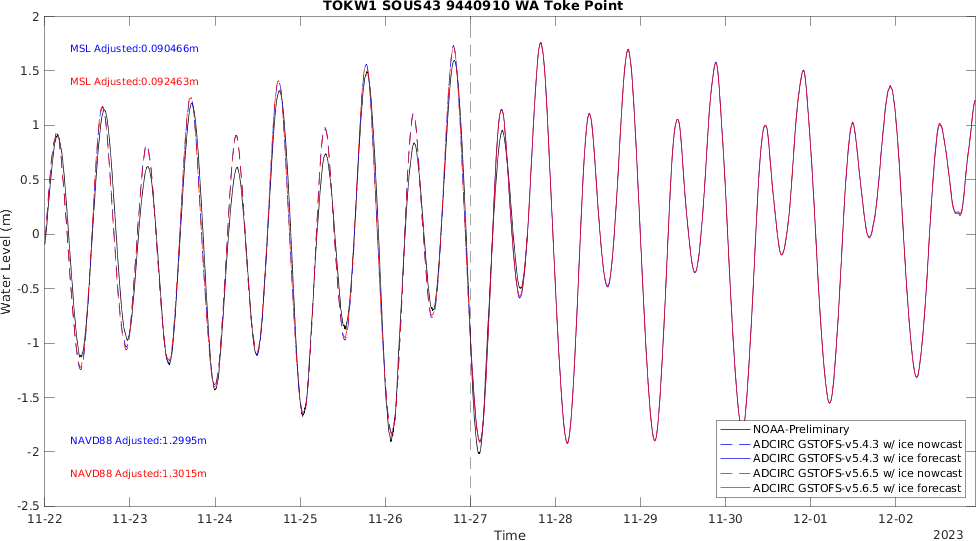 TOKW1 SOUS43 9440910 WA Toke Point
2
1.5
1
0.5
0
-0.5
-1
-1.5
-2
-2.5
Water Level (m)
MSL Adjusted:0.090466m
MSL Adjusted:0.092463m
NAVD88 Adjusted:1.2995m
NAVD88 Adjusted:1.3015m
NOAA-Preliminary
ADCIRC GSTOFS-v5.4.3 w/ ice nowcast
ADCIRC GSTOFS-v5.4.3 w/ ice forecast
ADCIRC GSTOFS-v5.6.5 w/ ice nowcast
ADCIRC GSTOFS-v5.6.5 w/ ice forecast
11-22 11-23 11-24 11-25 11-26 11-27 11-28 11-29 11-30 12-01 12-02
Time
2023